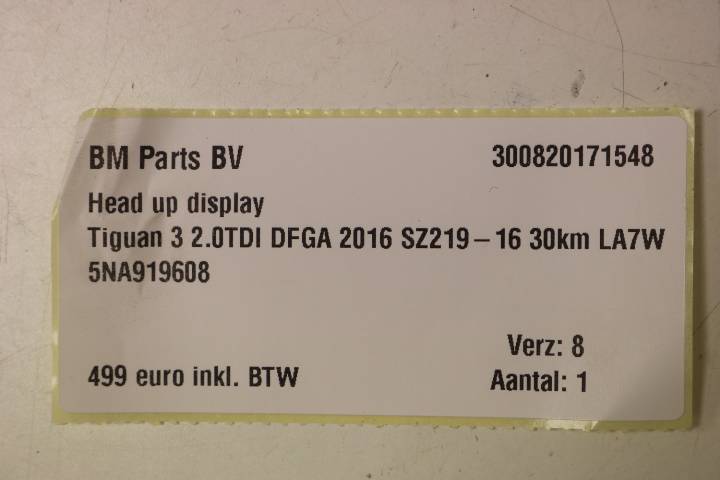 BM Parts BV 300820171548
Head up display
Tiguan 3 2.0TDI DFGA 2016 SZ219-16 30km LA7W
5NA919608
Verz: 8
499 euro inkl. BTW Aantal: 1